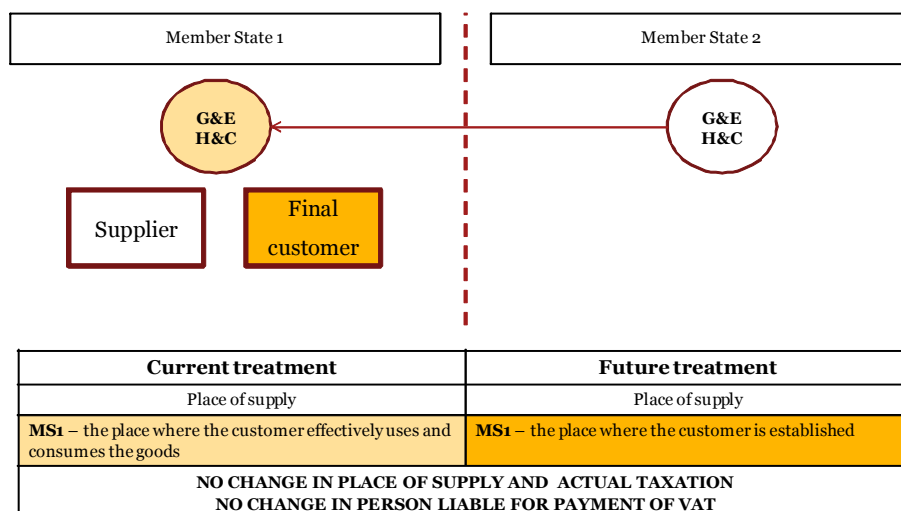 Member State 1
Member State 2
G&E
H&C
G&E
H&C
Supplier
Final
customer
Current treatment
Future treatment
Place of supply
Place of supply
MS1 – the place where the customer effectively uses and
consumes the goods
MS1 – the place where the customer is established
NO CHANGE IN PLACE OF SUPPLY AND ACTUAL TAXATION
NO CHANGE IN PERSON LIABLE FOR PAYMENT OF VAT